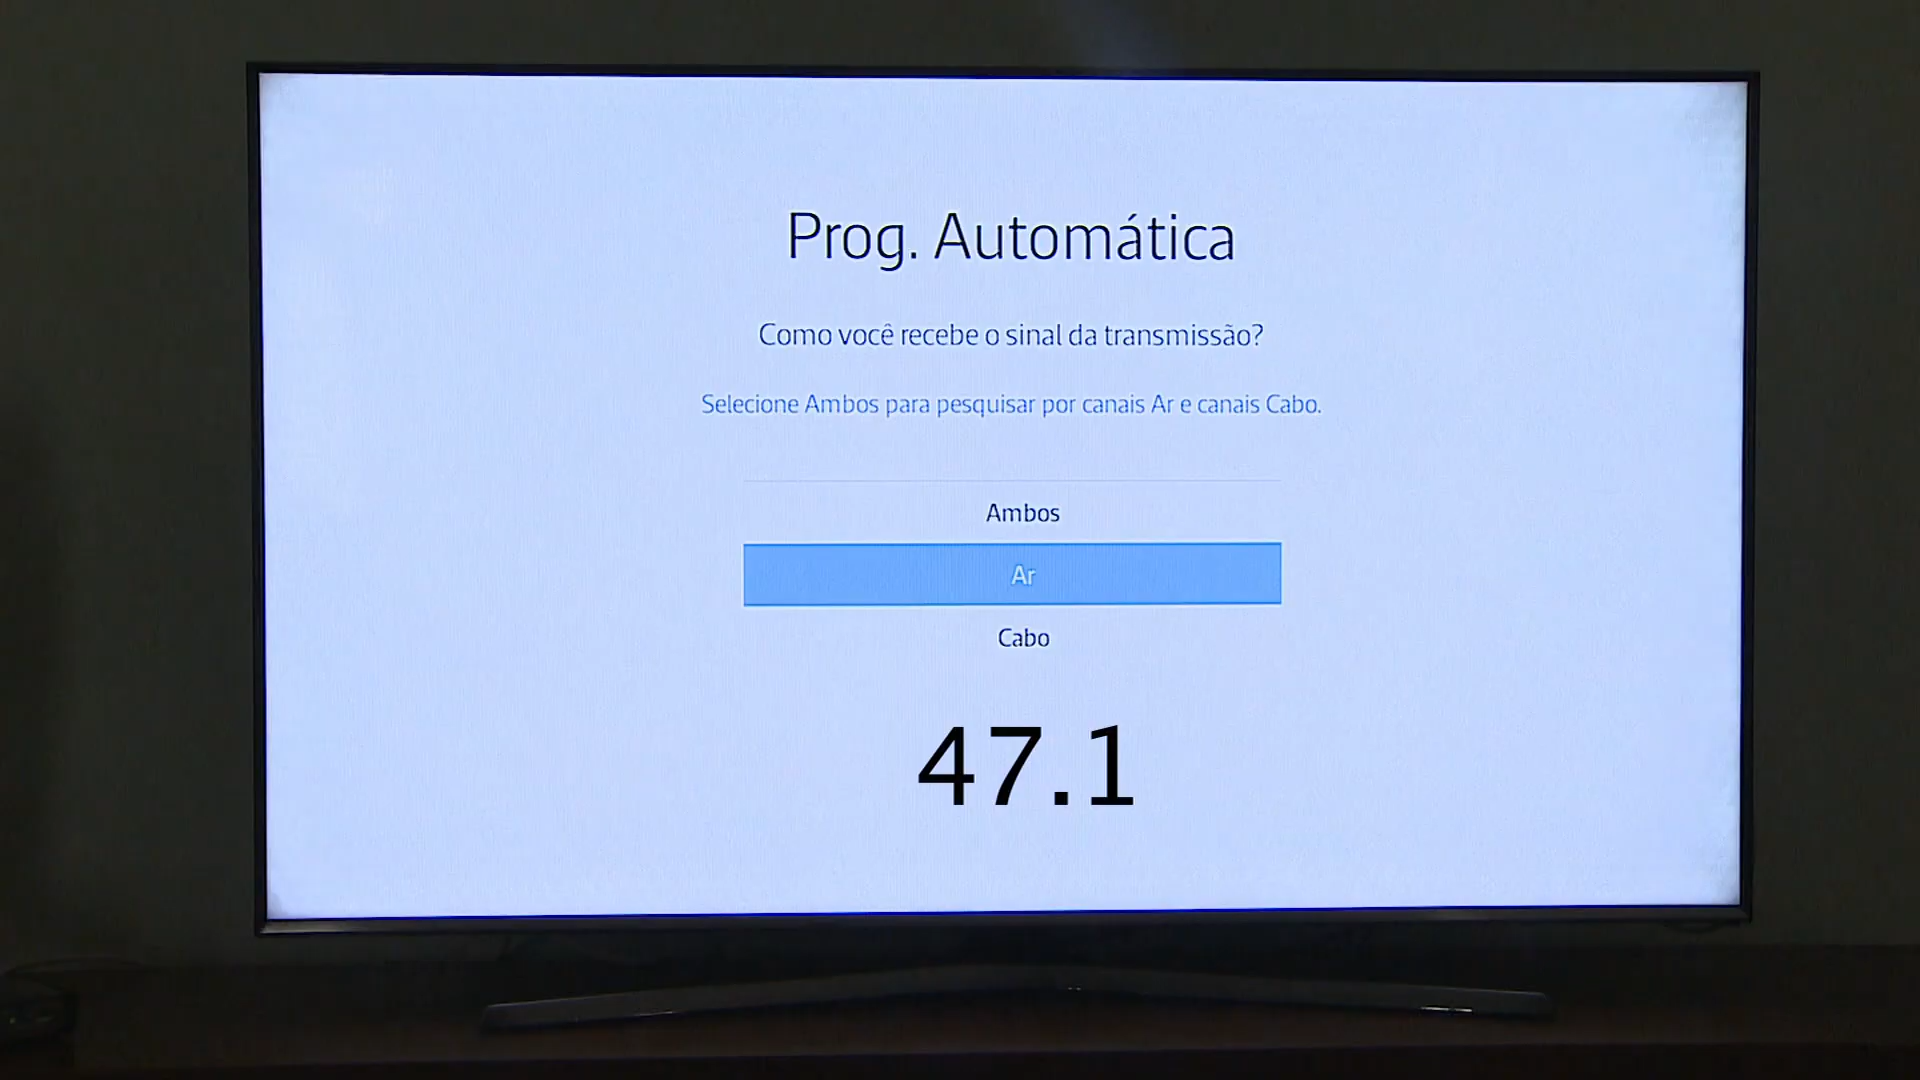 Prog. Automática
Como você recebe o sinal da transmissão?
Selecione Ambos para pesquisar por canais Ar e canais Cabo.
Ambos
Ar
Cabo
47.1